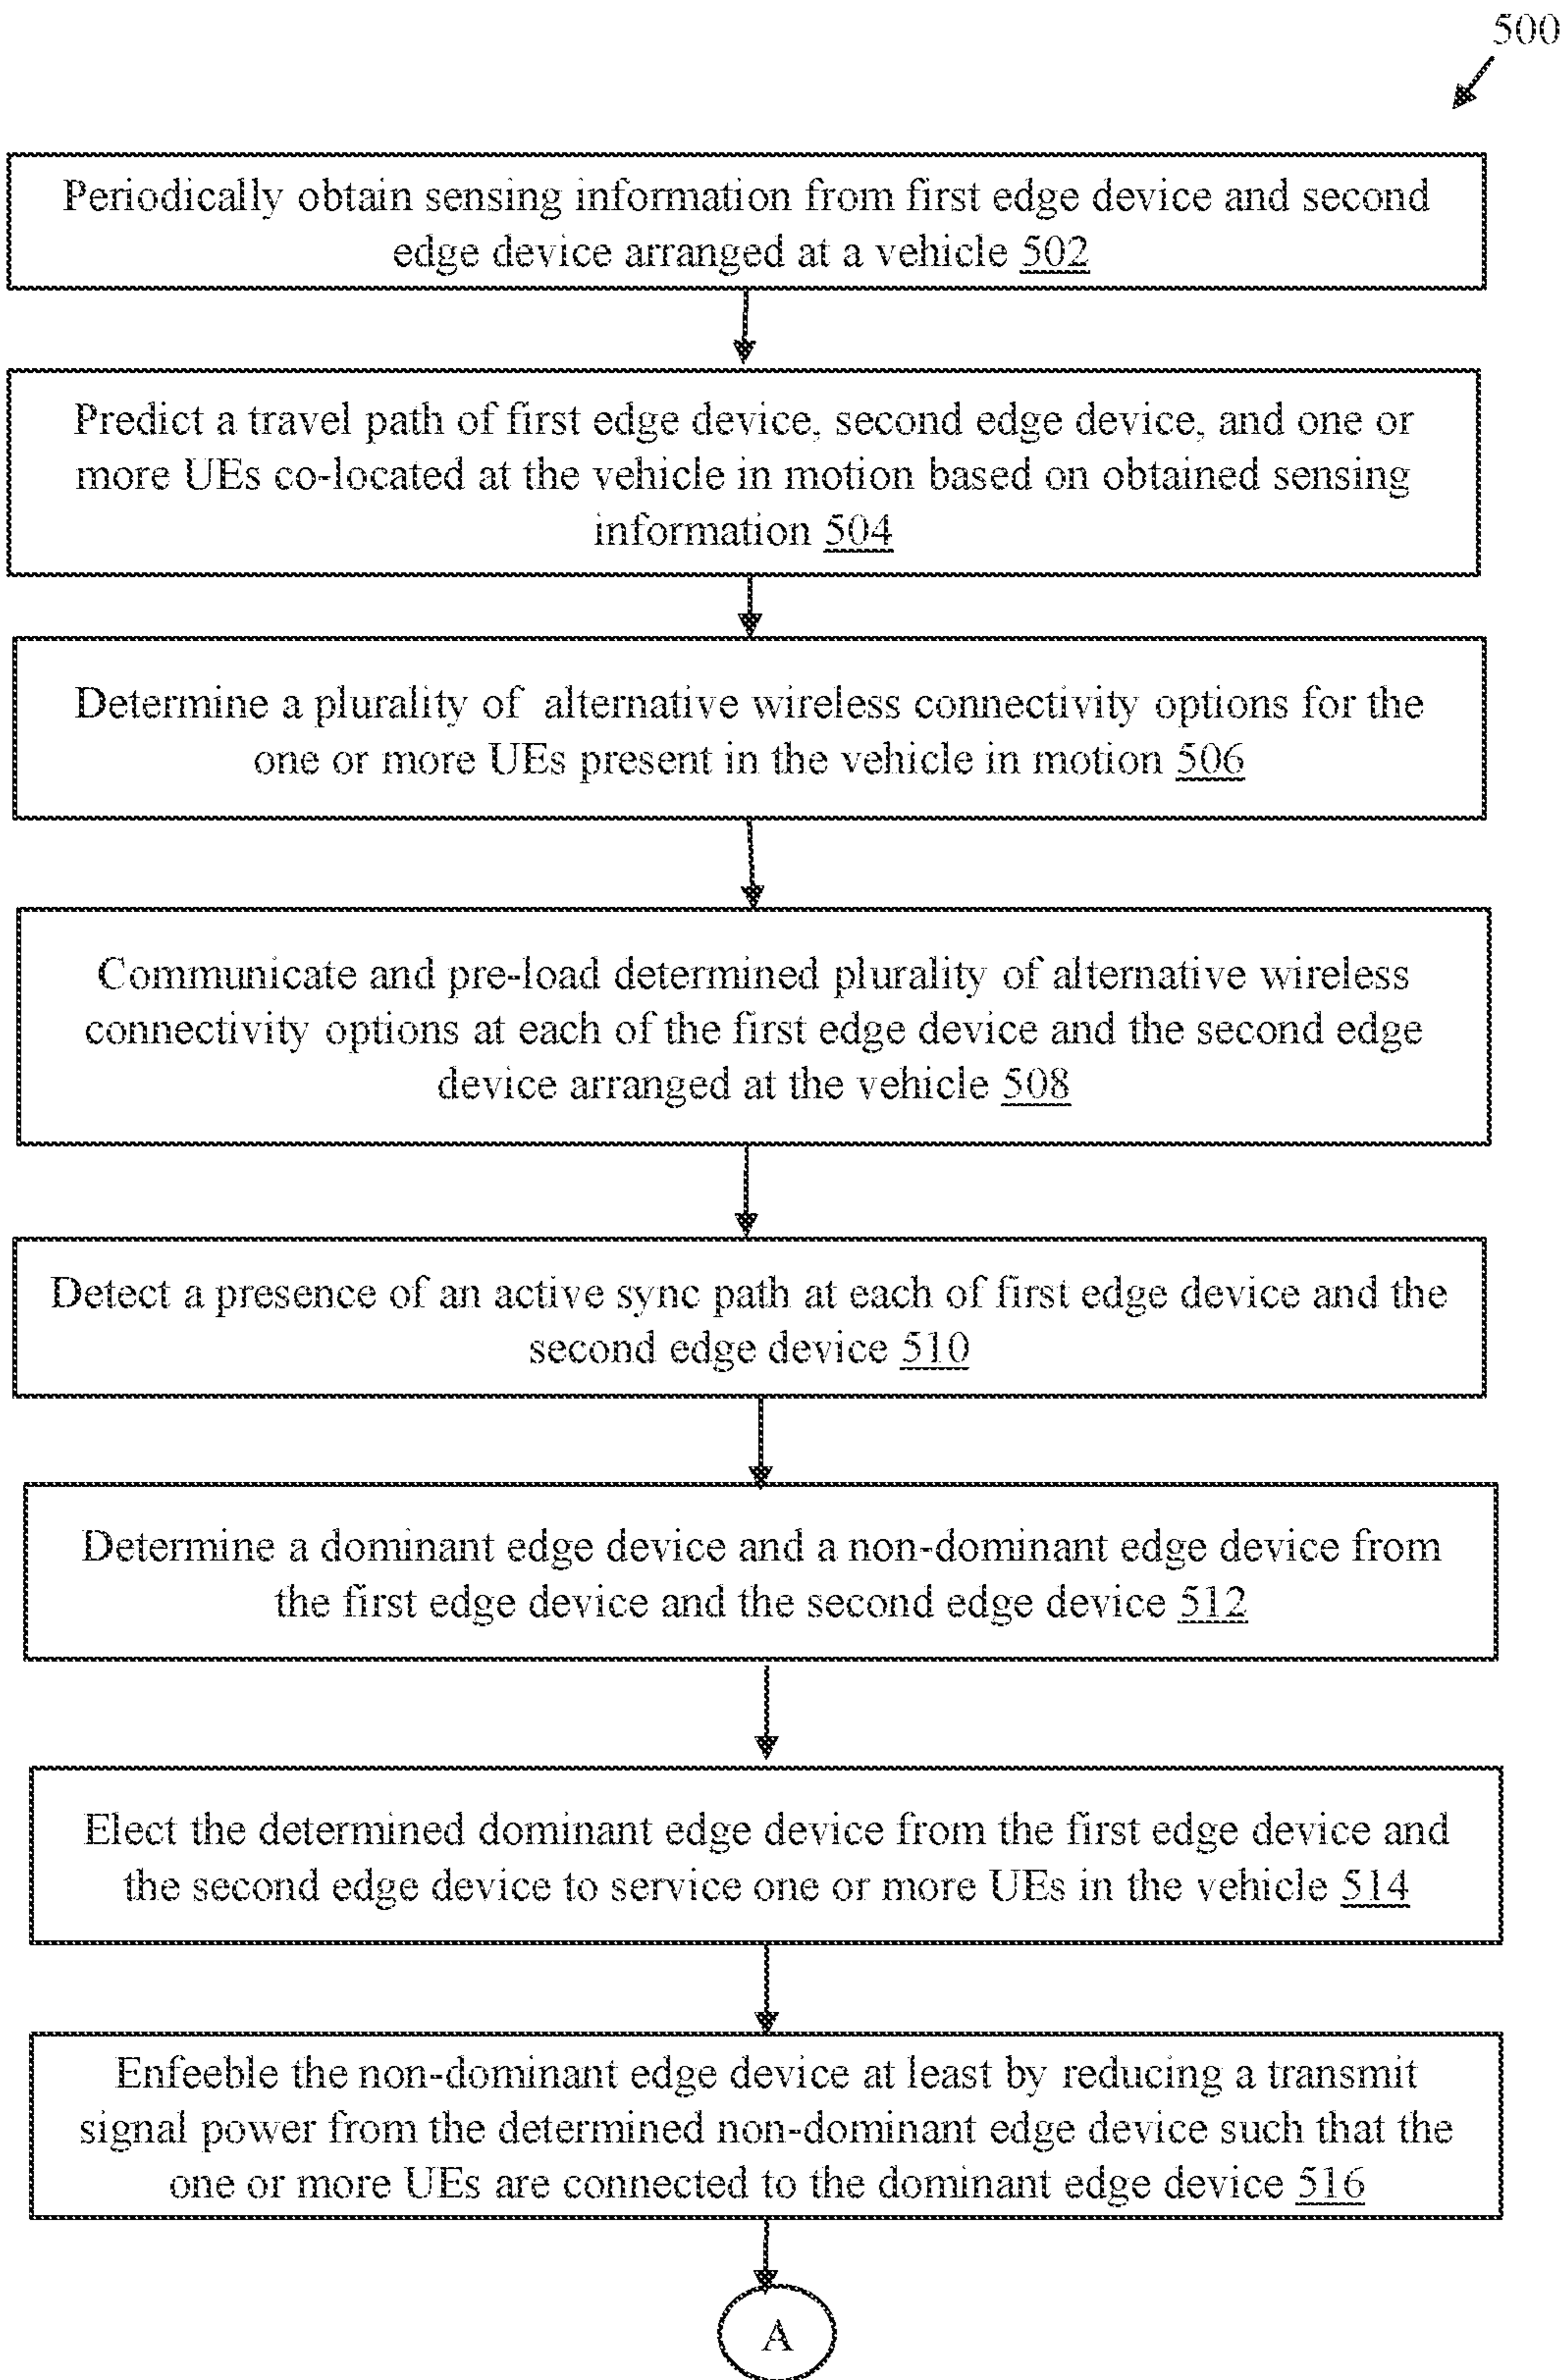 500
Periodically obtain sensing information from first edge device and second
edge device arranged at a vehicle 502
Predict a travel path of first edge device, second edge device, and one or
more UEs co-located at the vehicle in motion based on obtained sensing
information 504
Determine a plurality of alternative wireless connectivity options for the
one or more UEs present in the vehicle in motion 506
Communicate and pre-load determined plurality of alternative wireless
connectivity options at each of the first edge device and the second edge
device arranged at the vehicle 508
Detect a presence of an active sync path at each of first edge device and the
second edge device 510
Determine a dominant edge device and a non-dominant edge device from
the first edge device and the second edge device 512
Elect the determined dominant edge device from the first edge device and
the second edge device to service one or more UEs in the vehicle 514
Enfeeble the non-dominant edge device at least by reducing a transmit
signal power from the determined non-dominant edge device such that the
one or more UEs are connected to the dominant edge device 516
A